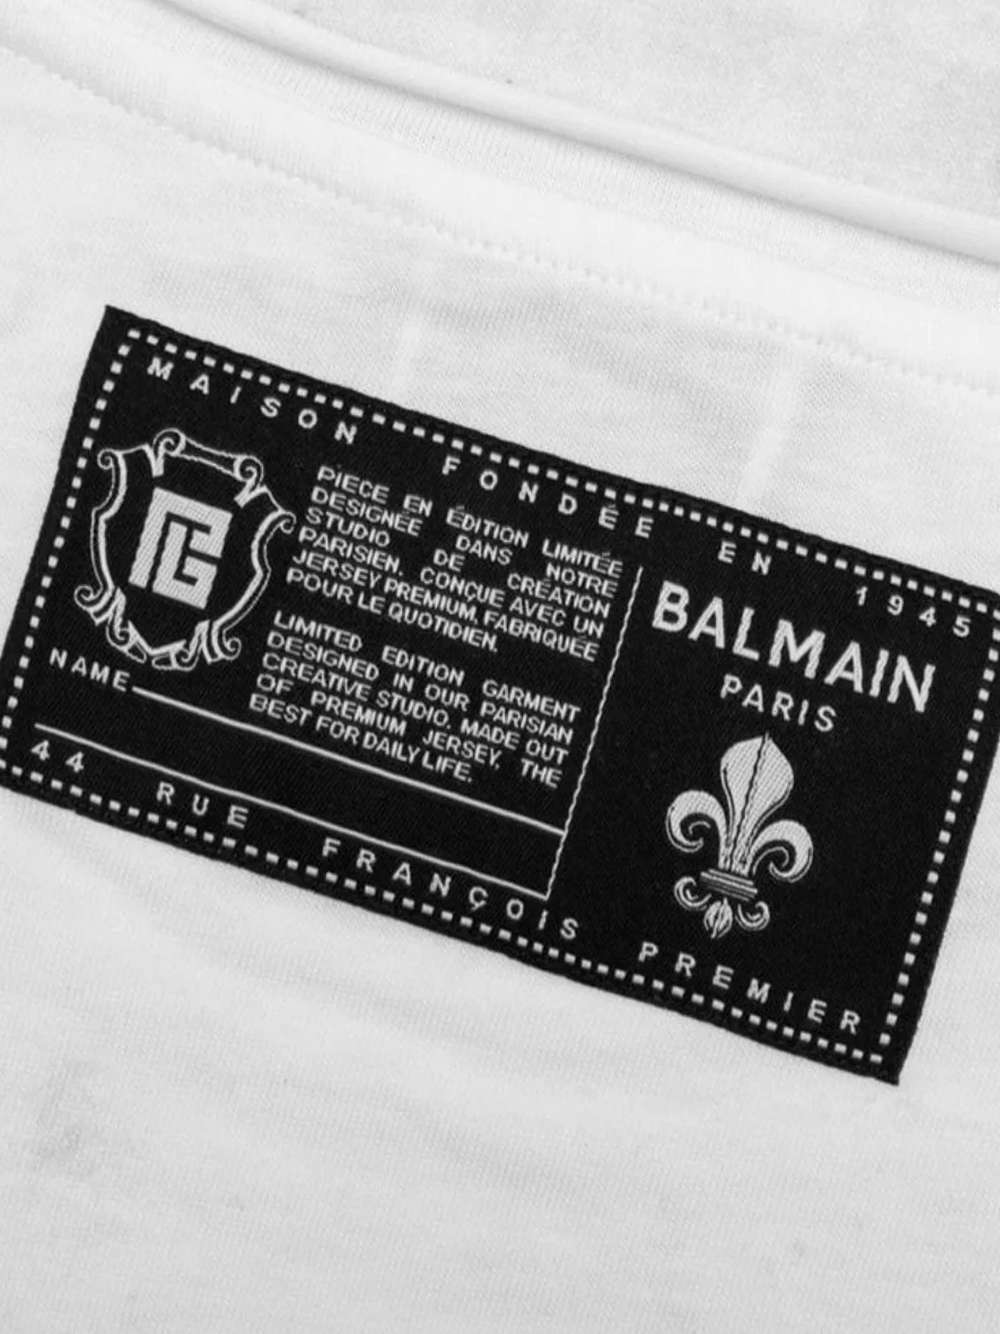 MAISON FONDÉE EN 1945
PIÈCE EN ÉDITION LIMITÉE
DESIGNÉE DANS NOTRE
STUDIO DE CRÉATION
PARISIEN. CONÇUE AVEC UN
JERSEY PREMIUM, FABRIQUÉE
POUR LE QUOTIDIEN.
LIMITED EDITION GARMENT
DESIGNED IN OUR PARISIAN
CREATIVE STUDIO. MADE OUT
OF PREMIUM JERSEY, THE
BEST FOR DAILY LIFE.
NAME
BALMAIN
PARIS
44 RUE FRANÇOIS PREMIER